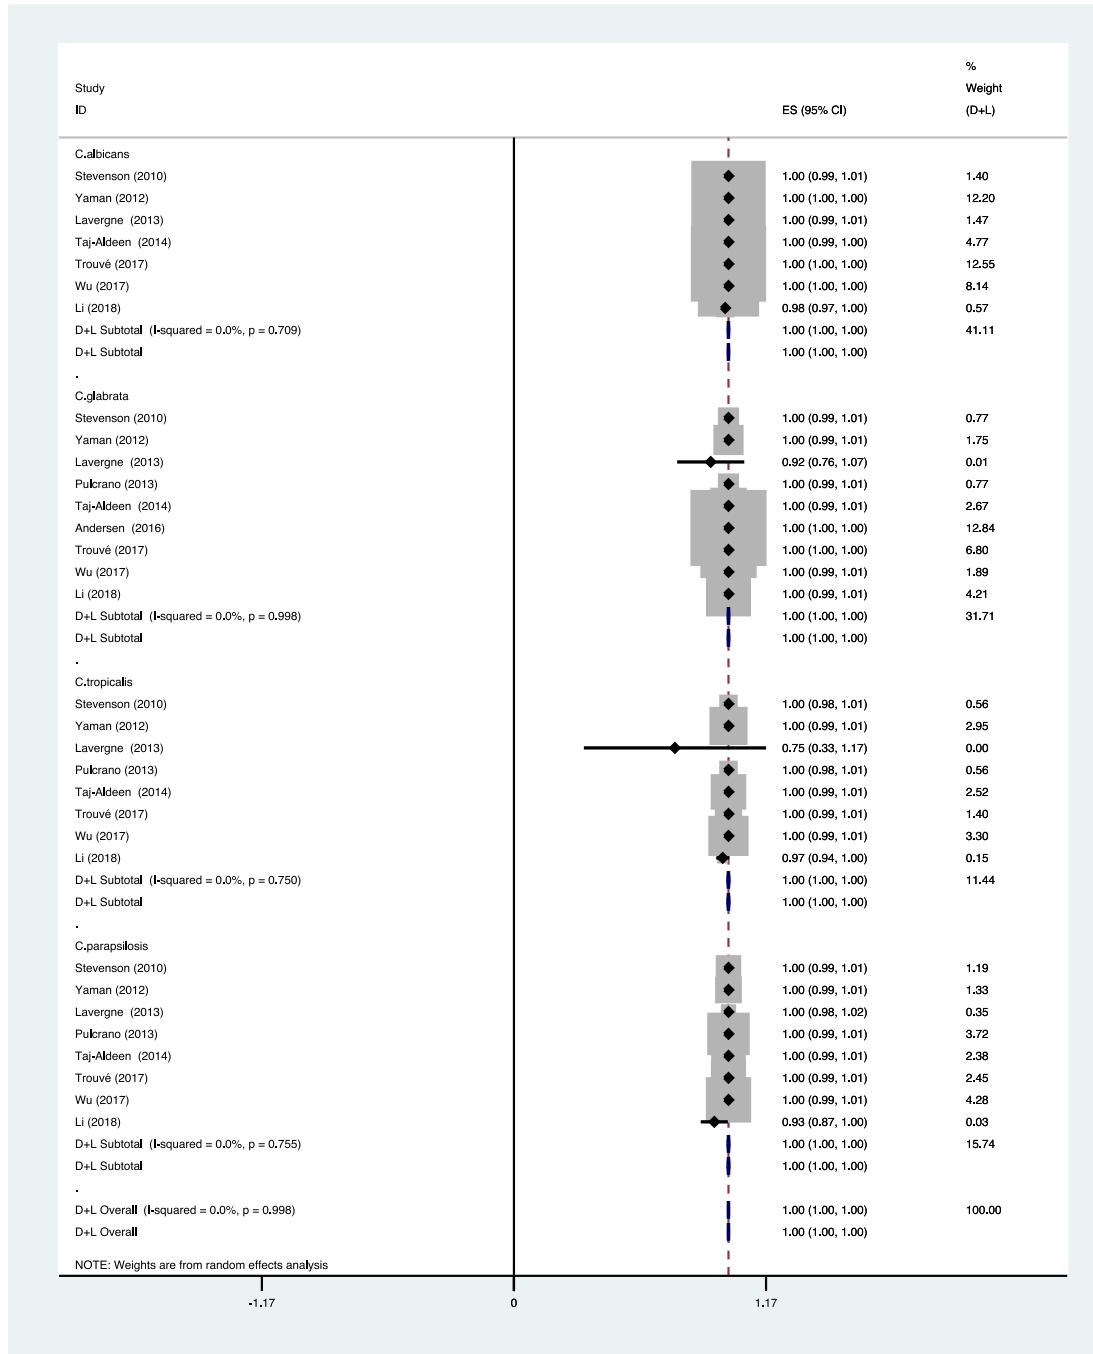 %
Study Weight
ID ES (95% CI) (D+L)
C.albicans
Stevenson (2010) 1.00 (0.99, 1.01) 1.40
Yaman (2012) 1.00 (1.00, 1.00) 12.20
Lavergne (2013) 1.00 (0.99, 1.01) 1.47
Taj-Aldeen (2014) 1.00 (0.99, 1.00) 4.77
Trouvé (2017) 1.00 (1.00, 1.00) 12.55
Wu (2017) 1.00 (1.00, 1.00) 8.14
Li (2018) 0.98 (0.97, 1.00) 0.57
D+L Subtotal (I-squared = 0.0%, p = 0.709) 1.00 (1.00, 1.00) 41.11
D+L Subtotal 1.00 (1.00, 1.00)
.
C.glabrata
Stevenson (2010) 1.00 (0.99, 1.01) 0.77
Yaman (2012) 1.00 (0.99, 1.01) 1.75
Lavergne (2013) 0.92 (0.76, 1.07) 0.01
Pulcrano (2013) 1.00 (0.99, 1.01) 0.77
Taj-Aldeen (2014) 1.00 (0.99, 1.01) 2.67
Andersen (2016) 1.00 (1.00, 1.00) 12.84
Trouvé (2017) 1.00 (1.00, 1.00) 6.80
Wu (2017) 1.00 (0.99, 1.01) 1.89
Li (2018) 1.00 (0.99, 1.01) 4.21
D+L Subtotal (I-squared = 0.0%, p = 0.998) 1.00 (1.00, 1.00) 31.71
D+L Subtotal 1.00 (1.00, 1.00)
.
C.tropicalis
Stevenson (2010) 1.00 (0.98, 1.01) 0.56
Yaman (2012) 1.00 (0.99, 1.01) 2.95
Lavergne (2013) 0.75 (0.33, 1.17) 0.00
Pulcrano (2013) 1.00 (0.98, 1.01) 0.56
Taj-Aldeen (2014) 1.00 (0.99, 1.01) 2.52
Trouvé (2017) 1.00 (0.99, 1.01) 1.40
Wu (2017) 1.00 (0.99, 1.01) 3.30
Li (2018) 0.97 (0.94, 1.00) 0.15
D+L Subtotal (I-squared = 0.0%, p = 0.750) 1.00 (1.00, 1.00) 11.44
D+L Subtotal 1.00 (1.00, 1.00)
.
C.parapsilosis
Stevenson (2010) 1.00 (0.99, 1.01) 1.19
Yaman (2012) 1.00 (0.99, 1.01) 1.33
Lavergne (2013) 1.00 (0.98, 1.02) 0.35
Pulcrano (2013) 1.00 (0.99, 1.01) 3.72
Taj-Aldeen (2014) 1.00 (0.99, 1.01) 2.38
Trouvé (2017) 1.00 (0.99, 1.01) 2.45
Wu (2017) 1.00 (0.99, 1.01) 4.28
Li (2018) 0.93 (0.87, 1.00) 0.03
D+L Subtotal (I-squared = 0.0%, p = 0.755) 1.00 (1.00, 1.00) 15.74
D+L Subtotal 1.00 (1.00, 1.00)
.
D+L Overall (I-squared = 0.0%, p = 0.998) 1.00 (1.00, 1.00) 100.00
D+L Overall 1.00 (1.00, 1.00)
NOTE: Weights are from random effects analysis
-1.17 0 1.17